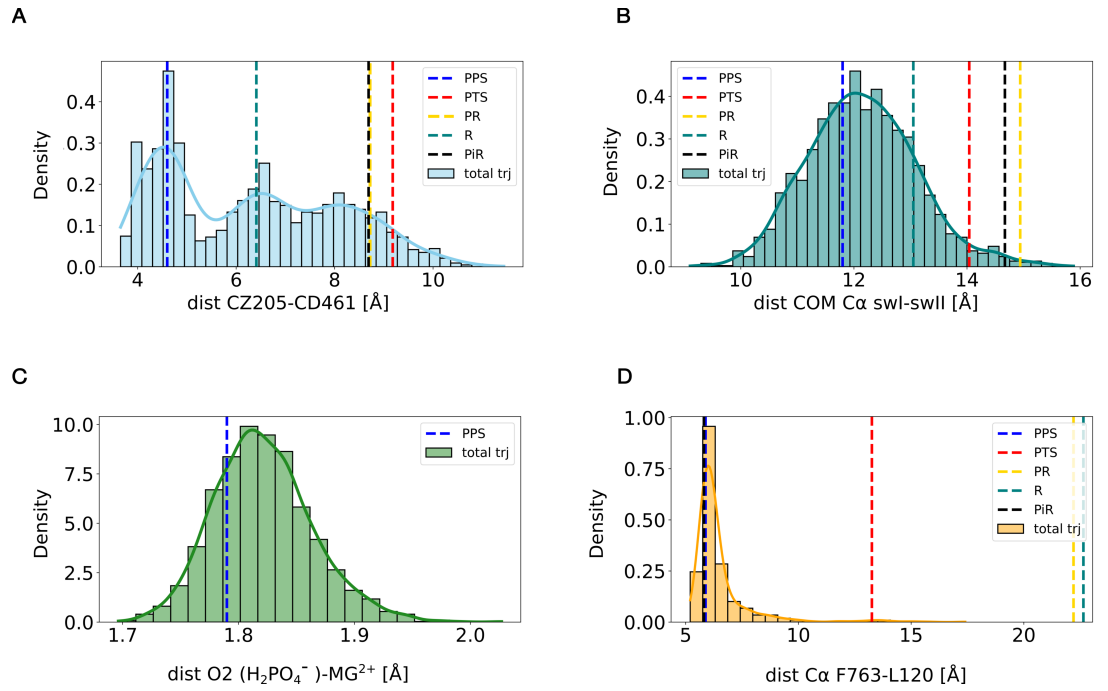 A
B
PPS
PTS
PR
R
PiR
total trj
0.4
0.3
0.2
0.1
0.0
Density
4
6
8
10
dist CZ205-CD461 [Å]
PPS
PTS
PR
R
PiR
total trj
0.4
0.3
0.2
0.1
0.0
Density
10
12
14
16
dist COM Cα swI-swII [Å]
C
D
PPS
total trj
10.0
7.5
5.0
2.5
0.0
Density
1.7
1.8
1.9
2.0
dist O2 (H₂PO₄⁻)-MG²⁺ [Å]
PPS
PTS
PR
R
PiR
total trj
1.00
0.75
0.50
0.25
0.00
Density
5
10
15
20
dist Cα F763-L120 [Å]